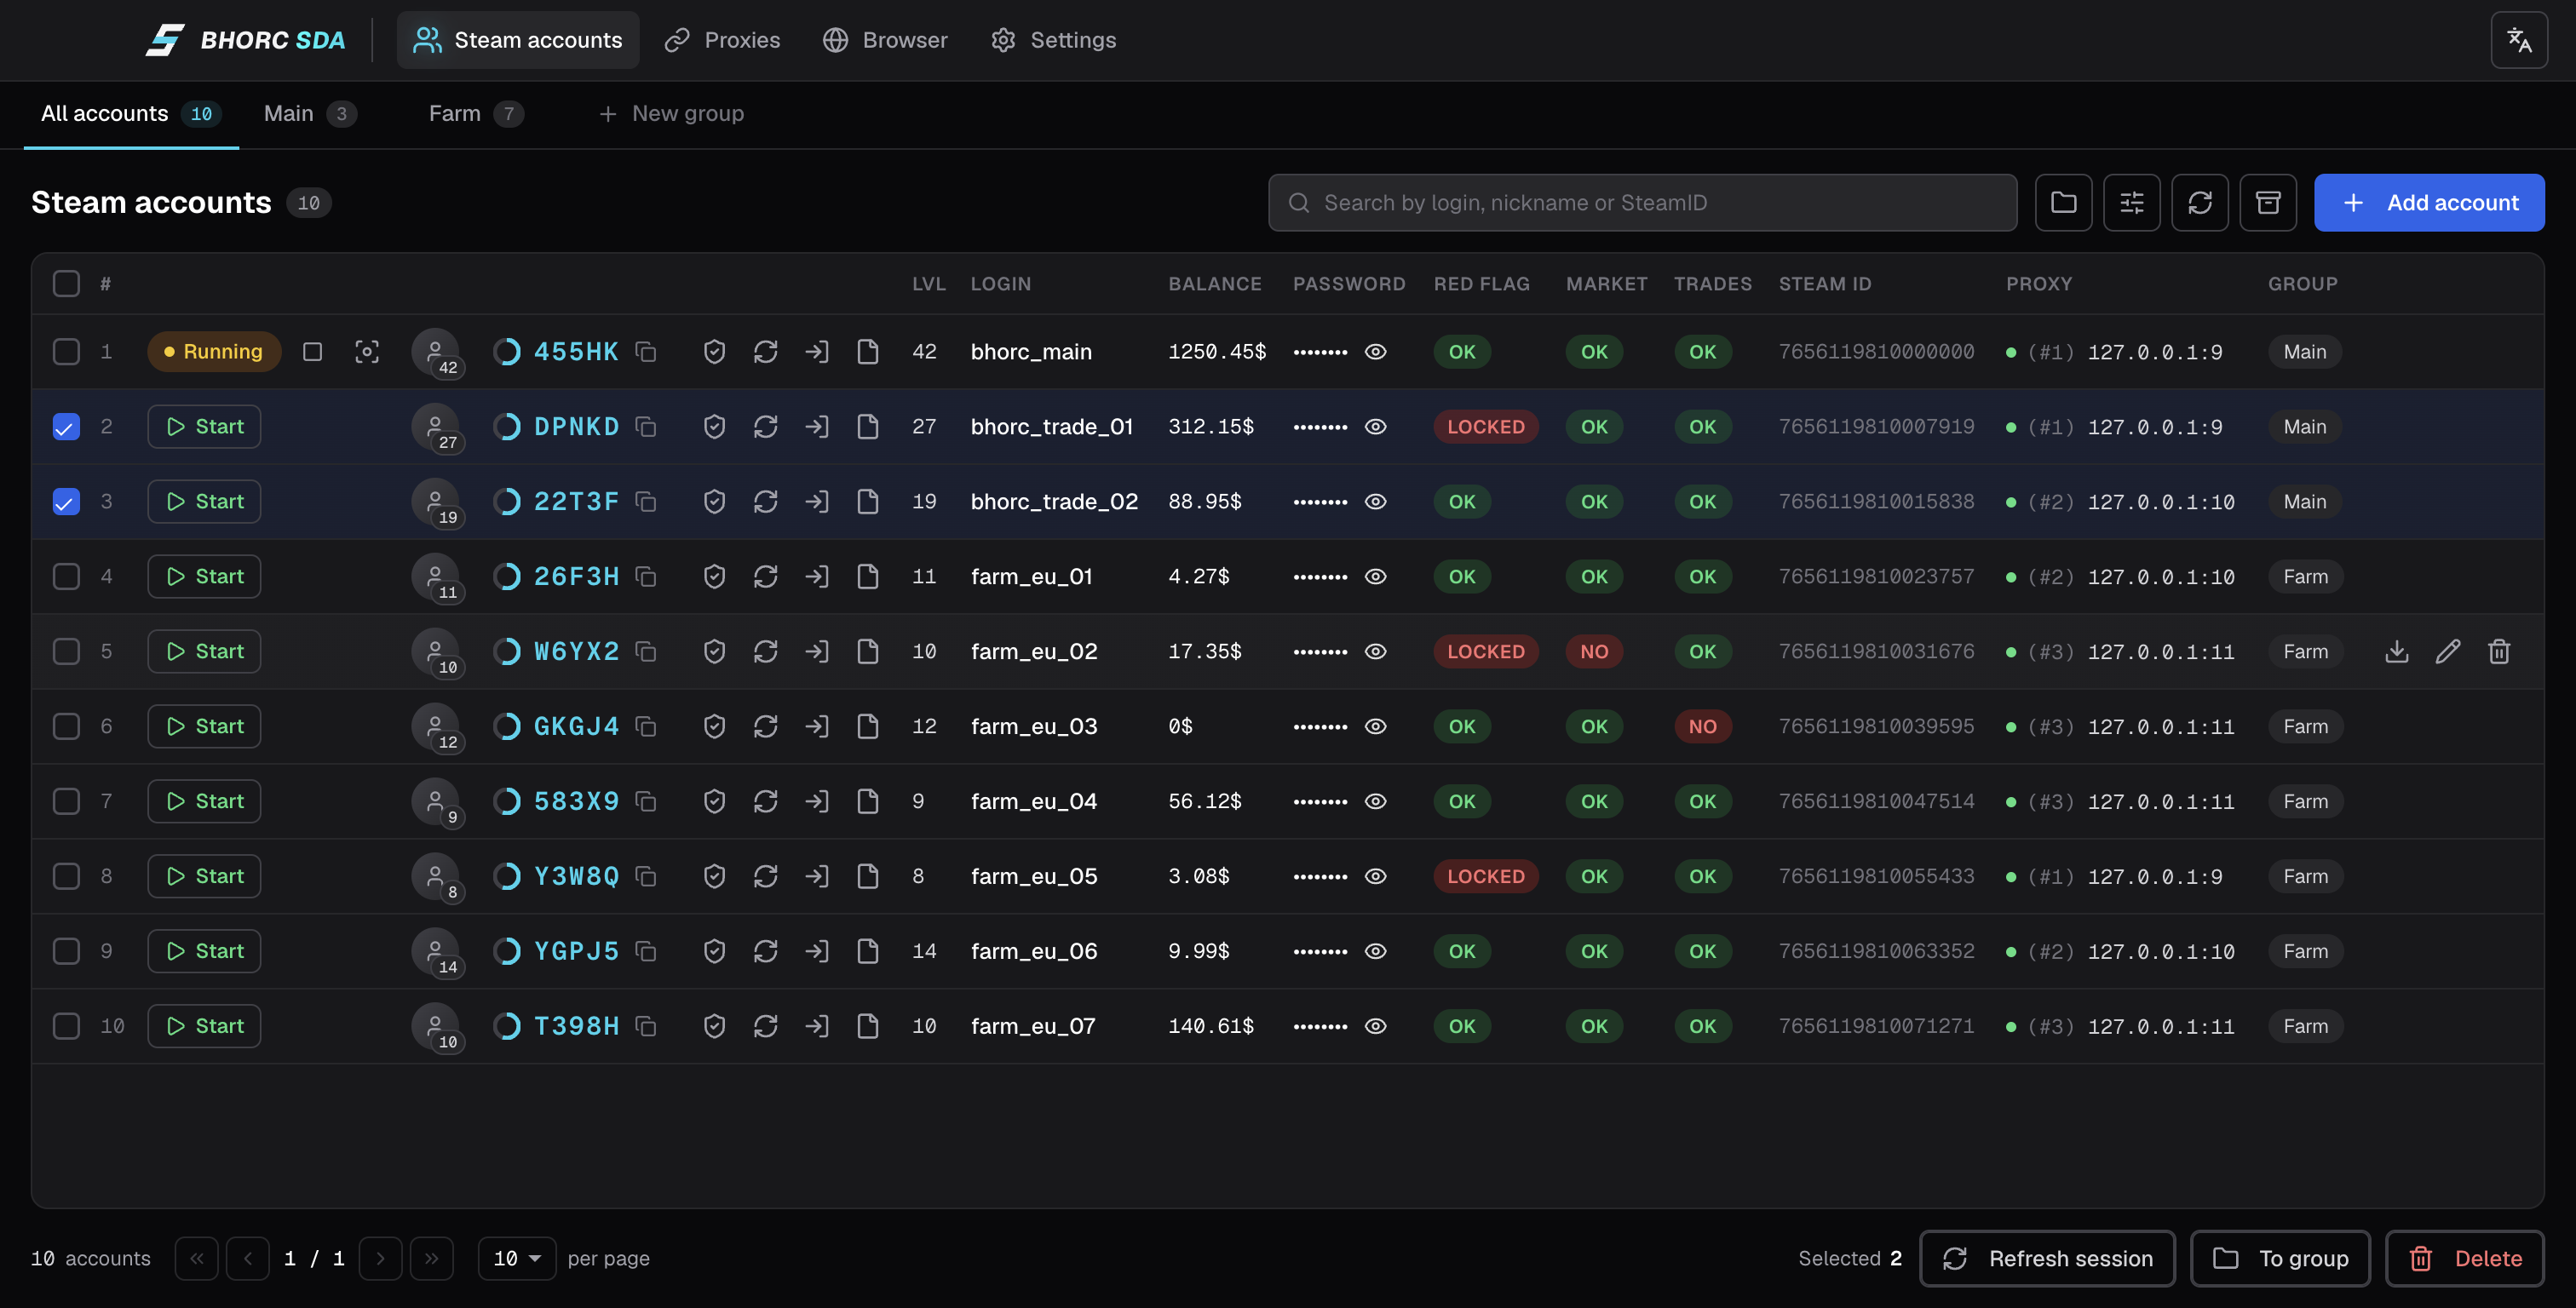 BHORC SDA Steam accounts Proxies Browser Settings
All accounts 10 Main 3 Farm 7 + New group
Steam accounts 10 Search by login, nickname or SteamID + Add account
# LVL LOGIN BALANCE PASSWORD RED FLAG MARKET TRADES STEAM ID PROXY GROUP
1 Running 42 455HK 42 bhorc_main 1250.45$ •••••••• OK OK OK 7656119810000000 (#1) 127.0.0.1:9 Main
2 Start 27 DPNKD 27 bhorc_trade_01 312.15$ •••••••• LOCKED OK OK 7656119810007919 (#1) 127.0.0.1:9 Main
3 Start 19 22T3F 19 bhorc_trade_02 88.95$ •••••••• OK OK OK 7656119810015838 (#2) 127.0.0.1:10 Main
4 Start 11 26F3H 11 farm_eu_01 4.27$ •••••••• OK OK OK 7656119810023757 (#2) 127.0.0.1:10 Farm
5 Start 10 W6YX2 10 farm_eu_02 17.35$ •••••••• LOCKED NO OK 7656119810031676 (#3) 127.0.0.1:11 Farm
6 Start 12 GKGJ4 12 farm_eu_03 0$ •••••••• OK OK NO 7656119810039595 (#3) 127.0.0.1:11 Farm
7 Start 9 583X9 9 farm_eu_04 56.12$ •••••••• OK OK OK 7656119810047514 (#3) 127.0.0.1:11 Farm
8 Start 8 Y3W8Q 8 farm_eu_05 3.08$ •••••••• LOCKED OK OK 7656119810055433 (#1) 127.0.0.1:9 Farm
9 Start 14 YGPJ5 14 farm_eu_06 9.99$ •••••••• OK OK OK 7656119810063352 (#2) 127.0.0.1:10 Farm
10 Start 10 T398H 10 farm_eu_07 140.61$ •••••••• OK OK OK 7656119810071271 (#3) 127.0.0.1:11 Farm
10 accounts « ‹ 1 / 1 › » 10 per page Selected 2 Refresh session To group Delete